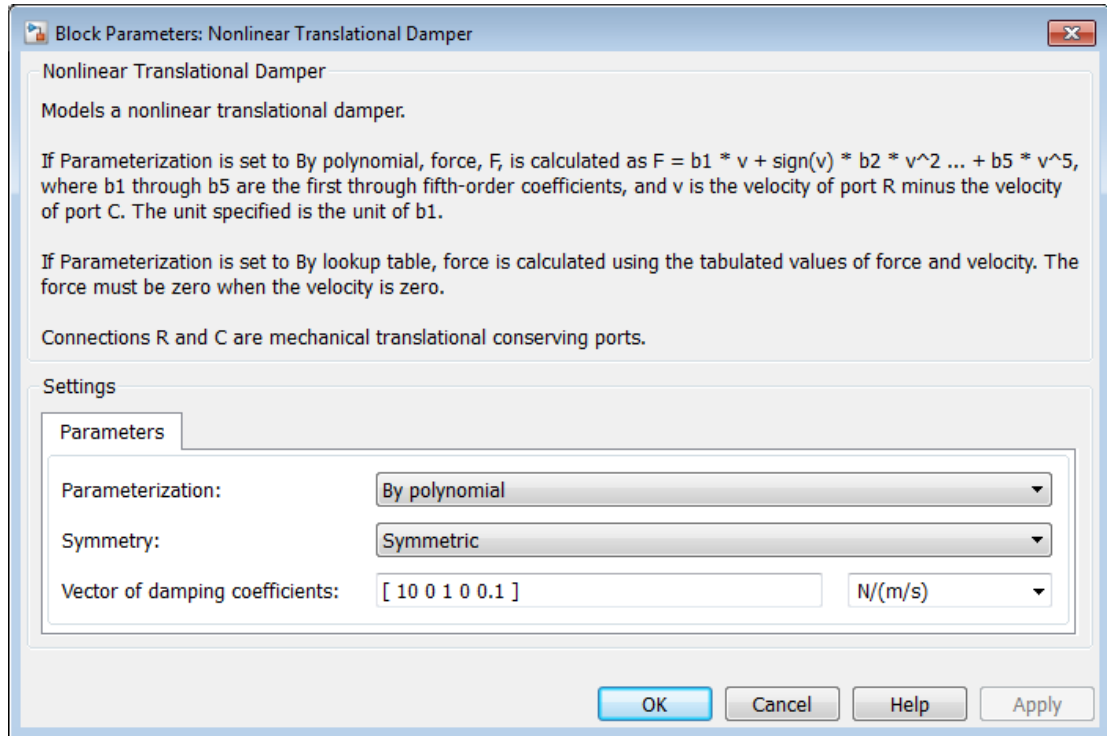 Block Parameters: Nonlinear Translational Damper
Nonlinear Translational Damper
Models a nonlinear translational damper.
If Parameterization is set to By polynomial, force, F, is calculated as F = b1 * v + sign(v) * b2 * v^2 ... + b5 * v^5,
where b1 through b5 are the first through fifth-order coefficients, and v is the velocity of port R minus the velocity
of port C. The unit specified is the unit of b1.
If Parameterization is set to By lookup table, force is calculated using the tabulated values of force and velocity. The
force must be zero when the velocity is zero.
Connections R and C are mechanical translational conserving ports.
Settings
Parameters
Parameterization: By polynomial
Symmetry: Symmetric
Vector of damping coefficients: [ 10 0 1 0 0.1 ] N/(m/s)
OK Cancel Help Apply